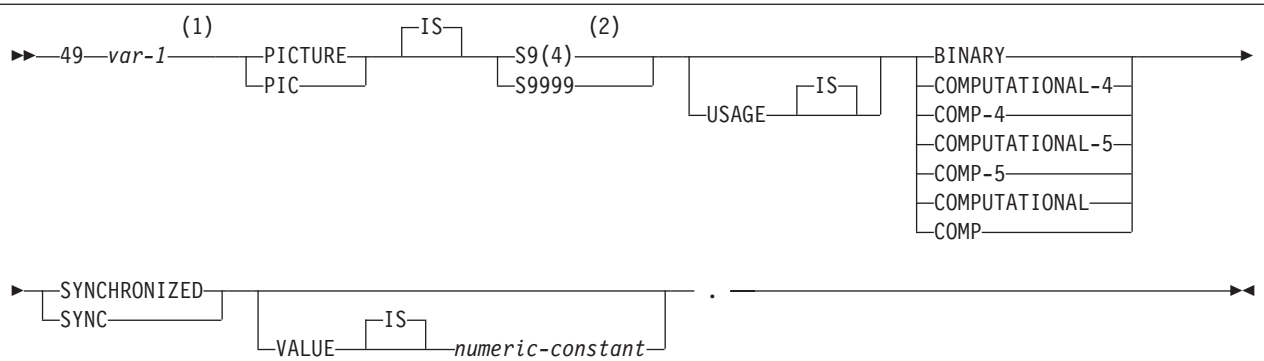 (1) IS (2)
49 var-1 PICTURE S9(4) BINARY
PIC S9999 COMPUTATIONAL-4
USAGE IS COMP-4
COMPUTATIONAL-5
COMP-5
COMPUTATIONAL
COMP
SYNCHRONIZED .
SYNC IS
VALUE numeric-constant